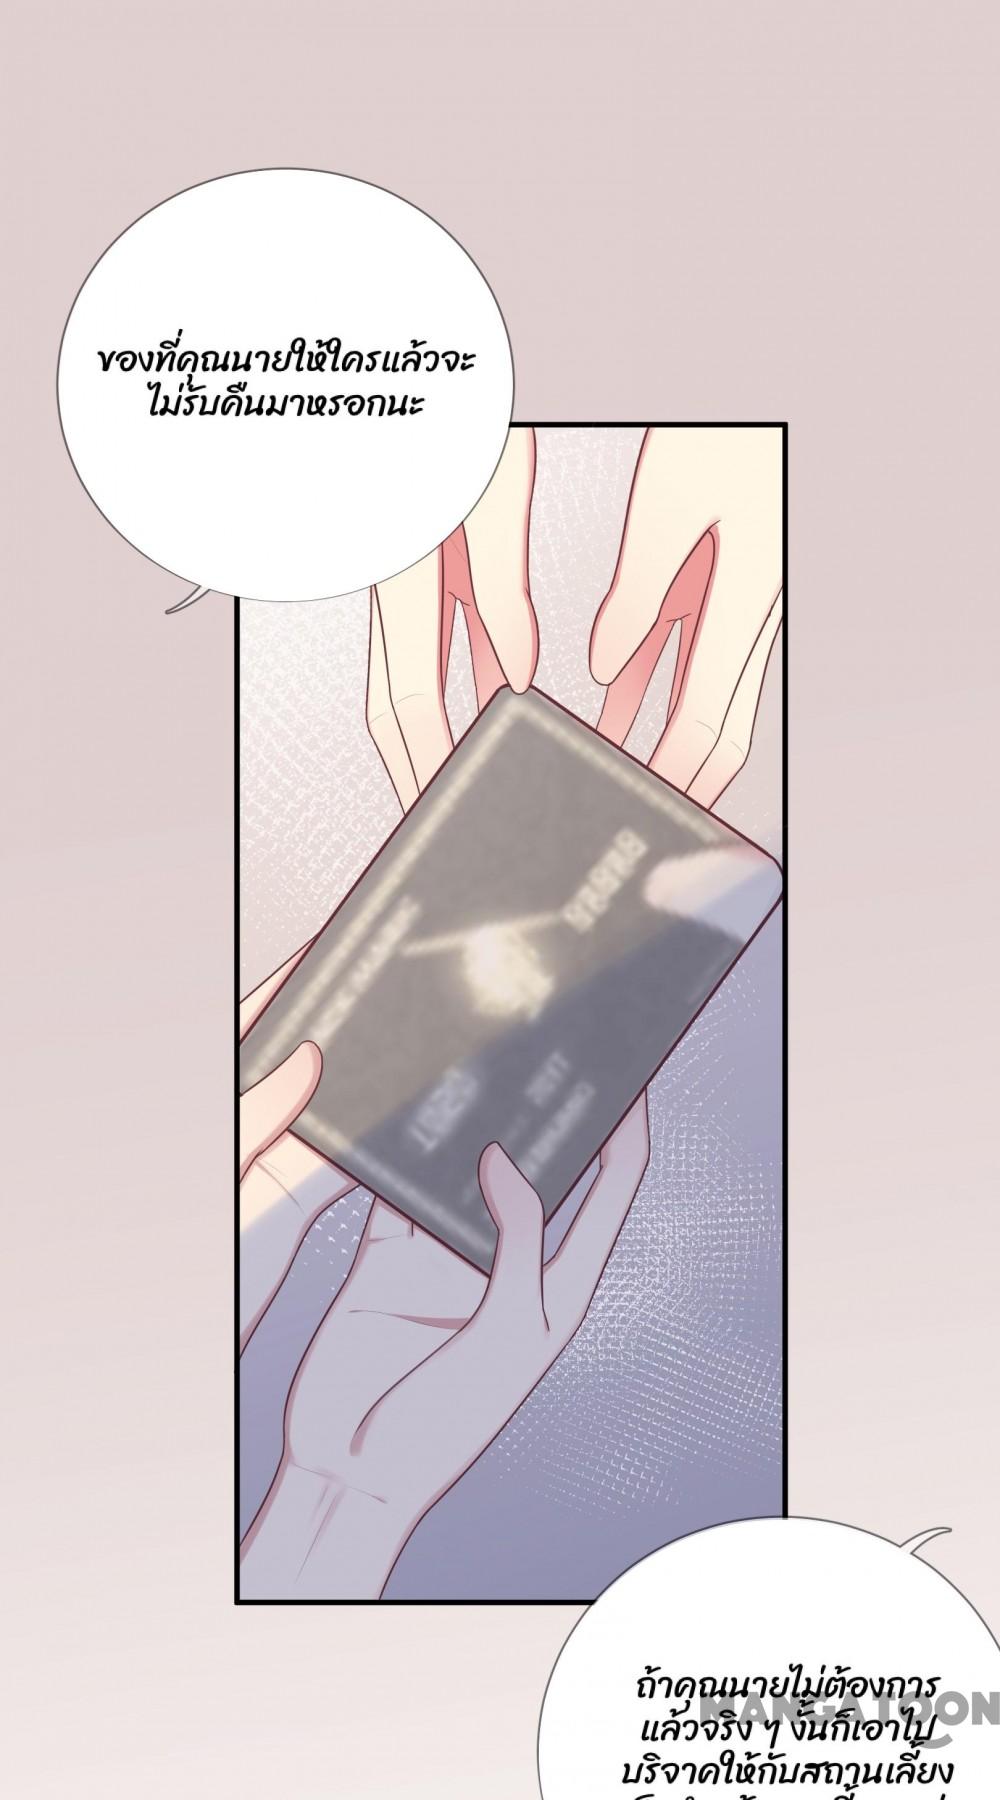 ของที่คุณนายให้ใครแล้วจะ
ไม่รับคืนมาหรอกนะ
ถ้าคุณนายไม่ต้องการ
MANGATOON
แล้วจริง ๆ งั้นก็เอาไป
บริจาคให้กับสถานเลี้ยง